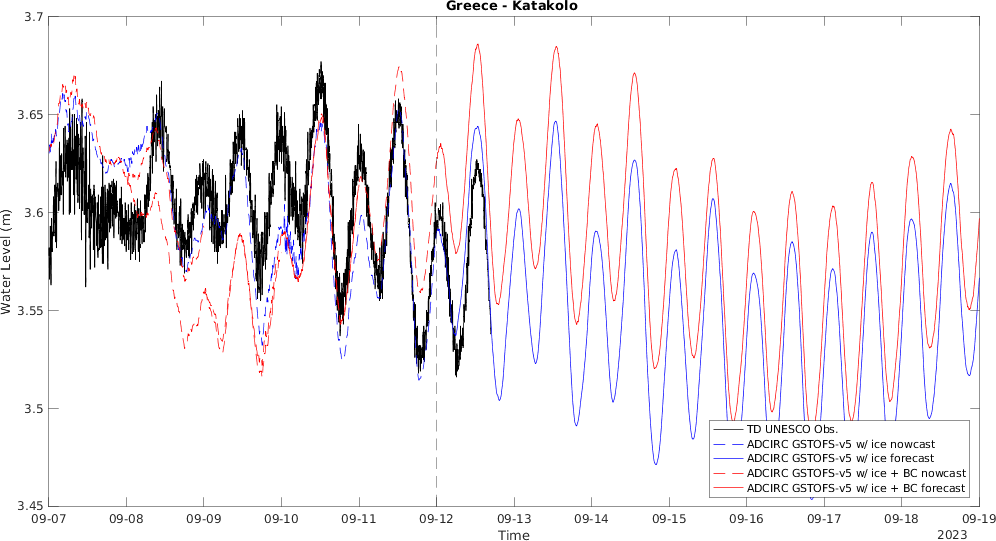 Greece - Katakolo
3.7
3.65
3.6
3.55
3.5
3.45
Water Level (m)
TD UNESCO Obs.
ADCIRC GSTOFS-v5 w/ ice nowcast
ADCIRC GSTOFS-v5 w/ ice forecast
ADCIRC GSTOFS-v5 w/ ice + BC nowcast
ADCIRC GSTOFS-v5 w/ ice + BC forecast
09-07 09-08 09-09 09-10 09-11 09-12 09-13 09-14 09-15 09-16 09-17 09-18 09-19
Time
2023